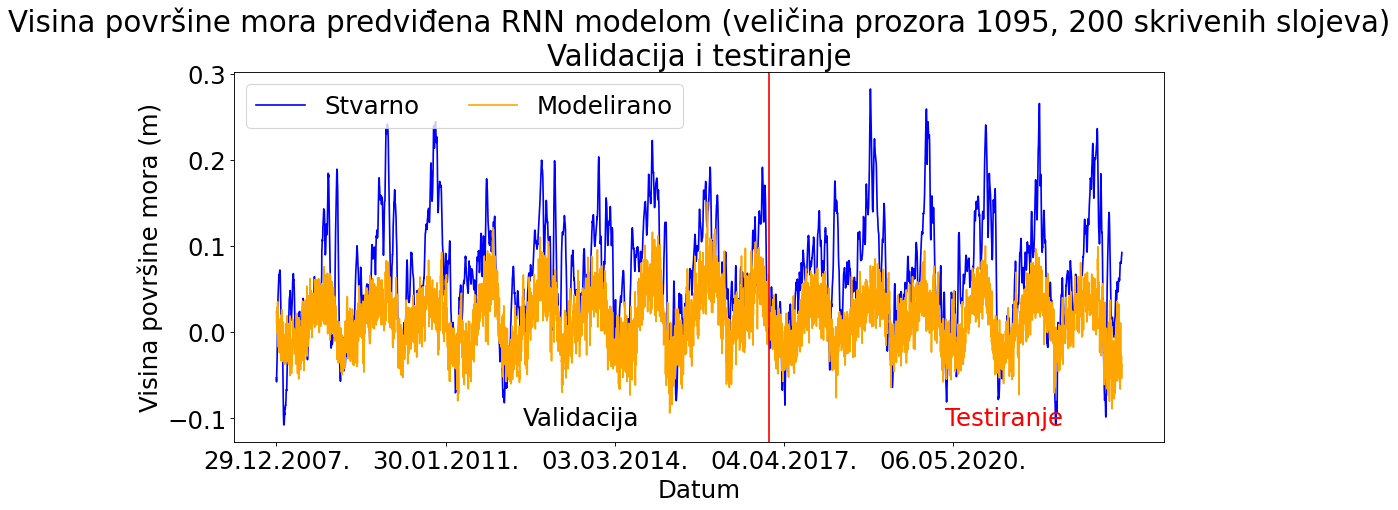 Visina površine mora predviđena RNN modelom (veličina prozora 1095, 200 skrivenih slojeva)
Validacija i testiranje
Stvarno
Modelirano
Visina površine mora (m)
0.3
0.2
0.1
0.0
−0.1
Validacija
Testiranje
29.12.2007.
30.01.2011.
03.03.2014.
04.04.2017.
06.05.2020.
Datum